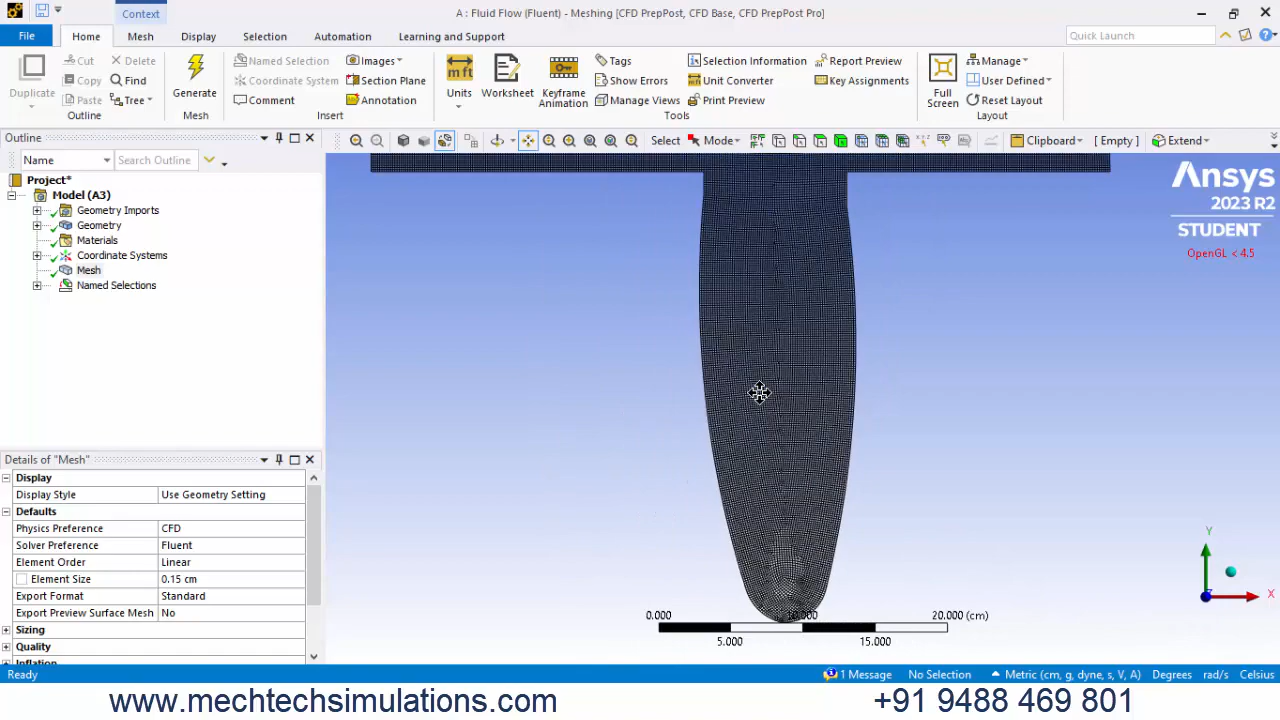 Context
A : Fluid Flow (Fluent) - Meshing [CFD PrepPost, CFD Base, CFD PrepPost Pro]
File Home Mesh Display Selection Automation Learning and Support Quick Launch
Cut Delete Named Selection Images Tags Selection Information Report Preview Manage
Copy Find Coordinate System Section Plane Show Errors Unit Converter Key Assignments User Defined
Duplicate Generate Units Worksheet Keyframe Animation Full Screen
Paste Tree Comment Annotation Manage Views Print Preview Reset Layout
Outline Mesh Insert Tools Layout
Outline Select Mode Clipboard [ Empty ] Extend
Name Search Outline
Project*
Model (A3)
Geometry Imports
Geometry
Materials
Coordinate Systems
Mesh
Named Selections
Ansys
2023 R2
STUDENT
OpenGL < 4.5
Details of "Mesh"
Display
Display Style Use Geometry Setting
Defaults
Physics Preference CFD
Solver Preference Fluent
Element Order Linear
Element Size 0.15 cm
Export Format Standard
Export Preview Surface Mesh No
Sizing
Quality
Inflation
Y
X
Z
0.000 10.000 20.000 (cm)
5.000 15.000
Ready 1 Message No Selection Metric (cm, g, dyne, s, V, A) Degrees rad/s Celsius
www.mechtechsimulations.com +91 9488 469 801